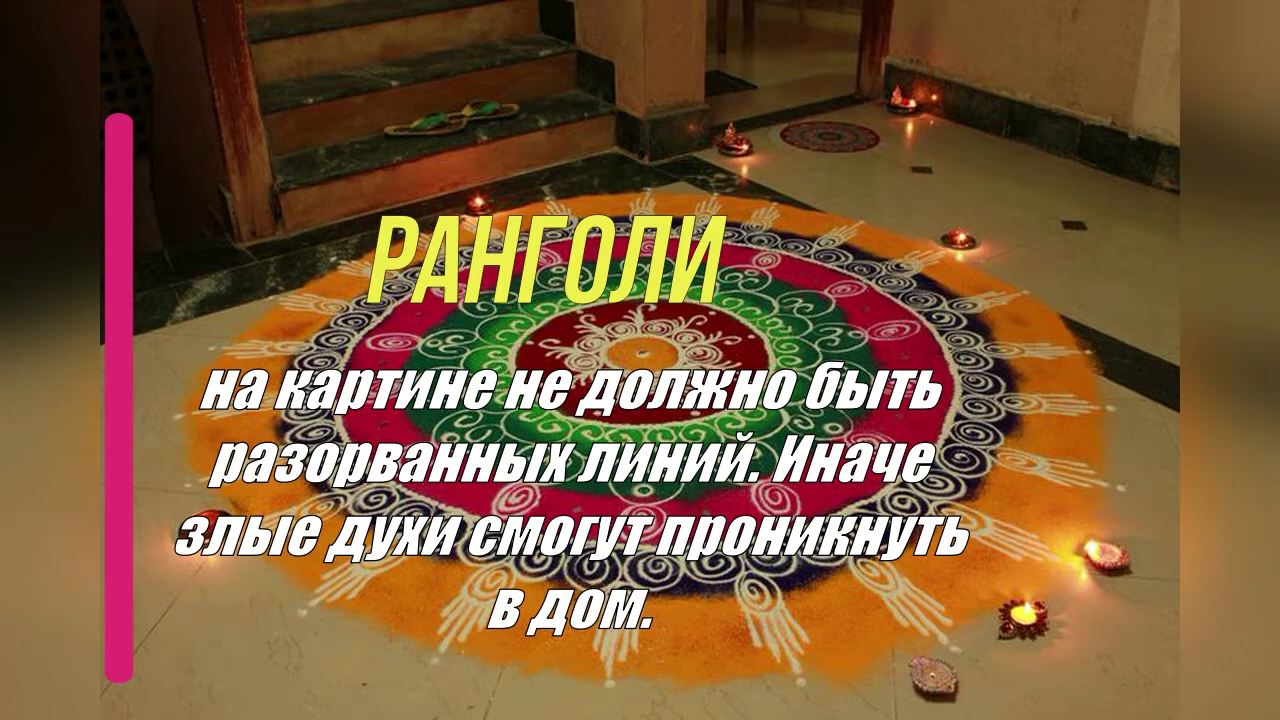 РАНГОЛИ
на картине не должно быть
разорванных линий. Иначе
злые духи смогут проникнуть
в дом.